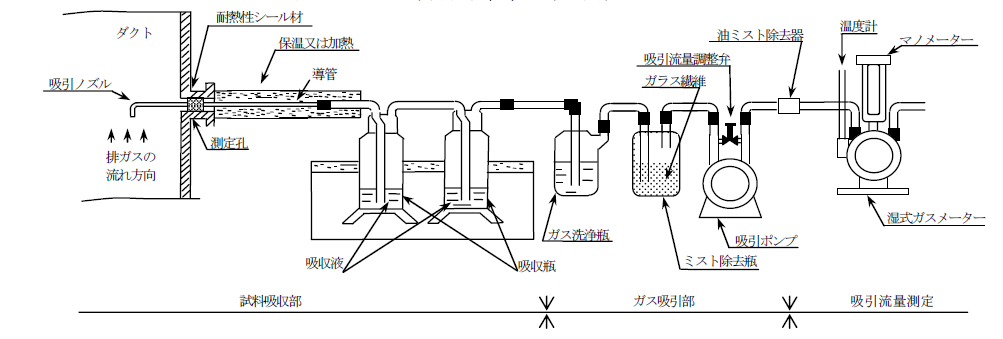 ダクト
耐熱性シール材
保温又は加熱
導管
吸引ノズル
測定孔
排ガスの
流れ方向
吸収液
吸収瓶
ガス洗浄瓶
吸引流量調整弁
ガラス繊維
油ミスト除去器
温度計
マノメーター
湿式ガスメーター
吸引ポンプ
ミスト除去瓶
試料吸収部
ガス吸引部
吸引流量測定